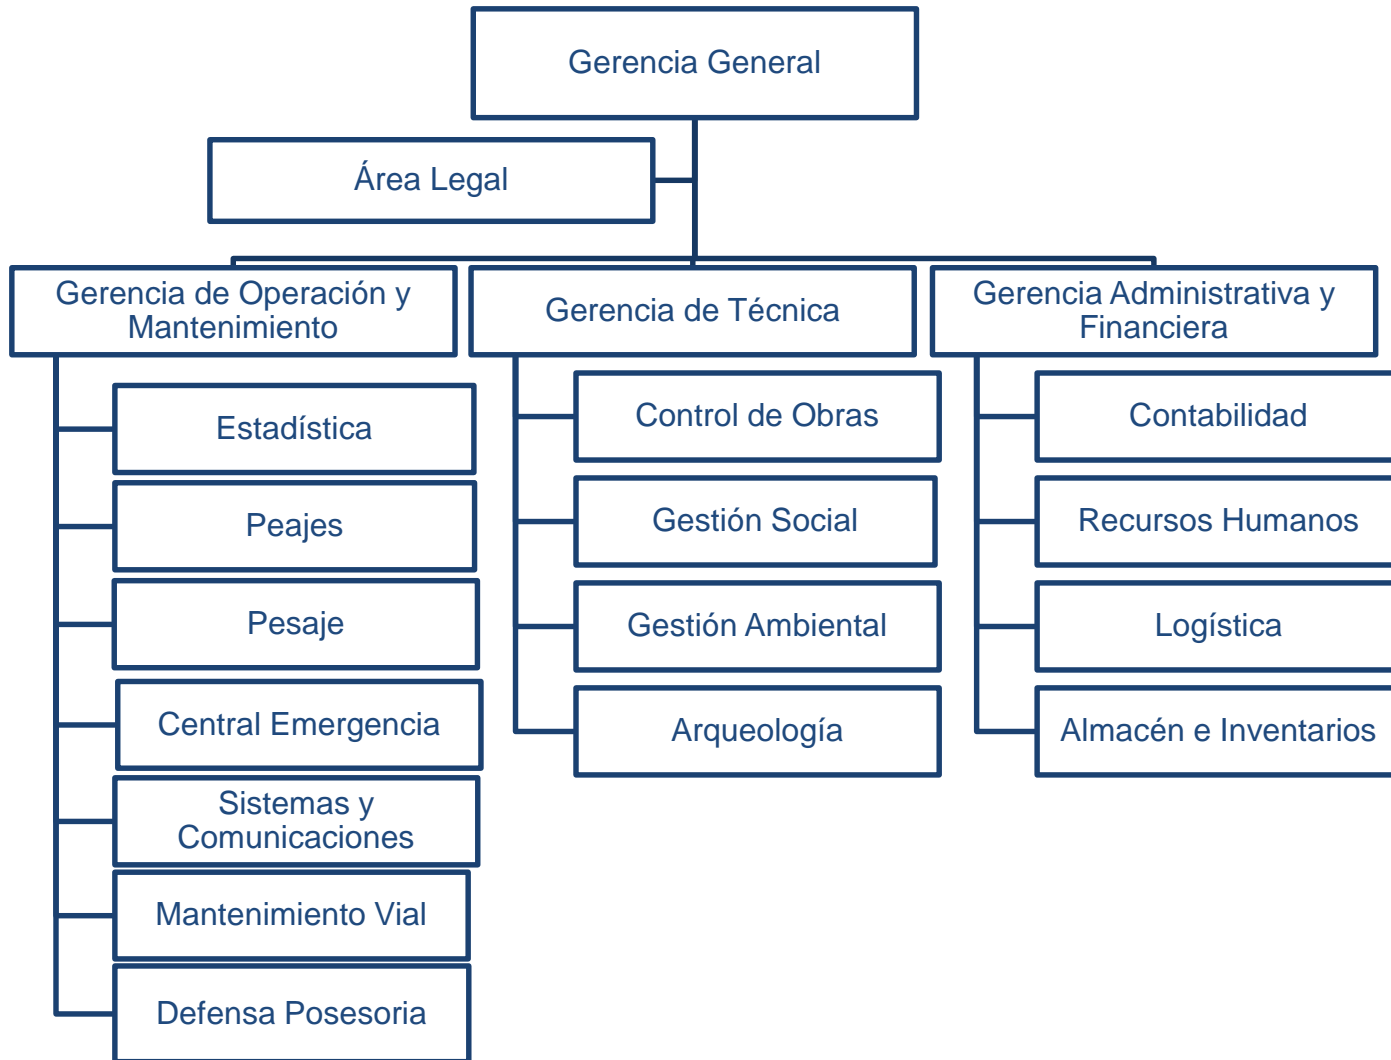 Gerencia General
Área Legal
Gerencia de Operación y
Mantenimiento
Gerencia de Técnica
Gerencia Administrativa y
Financiera
Estadística
Peajes
Pesaje
Central Emergencia
Sistemas y
Comunicaciones
Mantenimiento Vial
Defensa Posesoria
Control de Obras
Gestión Social
Gestión Ambiental
Arqueología
Contabilidad
Recursos Humanos
Logística
Almacén e Inventarios